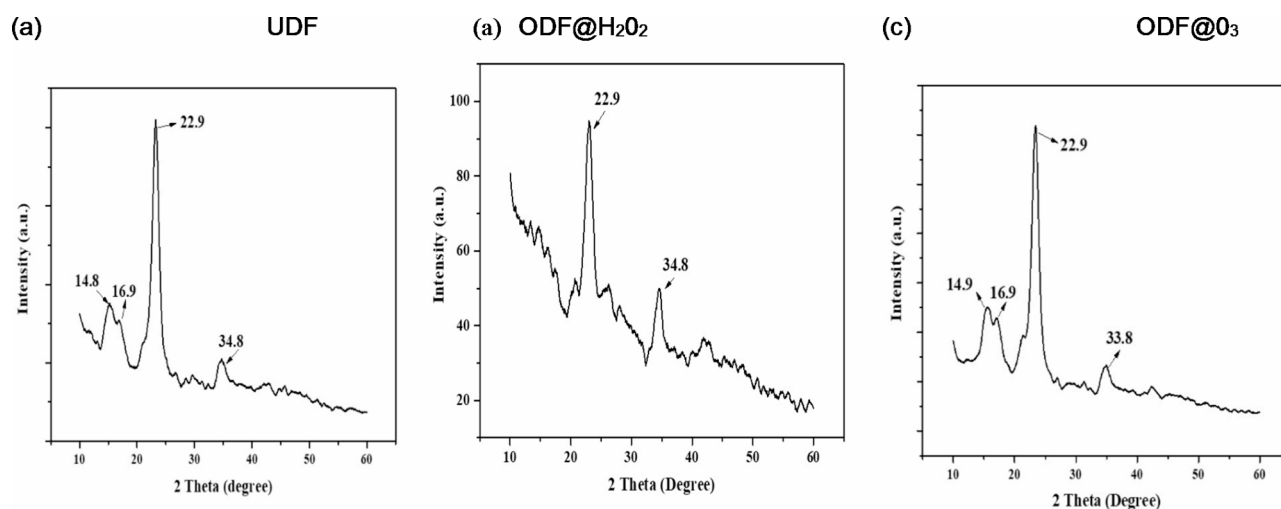 (a) UDF
22.9
14.8
16.9
34.8
Intensity (a.u.)
10 20 30 40 50 60
2 Theta (degree)
(a) ODF@H₂0₂
100
80
60
40
20
22.9
34.8
Intensity (a.u.)
10 20 30 40 50 60
2 Theta (Degree)
(c) ODF@0₃
22.9
14.9
16.9
33.8
Intensity (a.u.)
10 20 30 40 50 60
2 Theta (Degree)